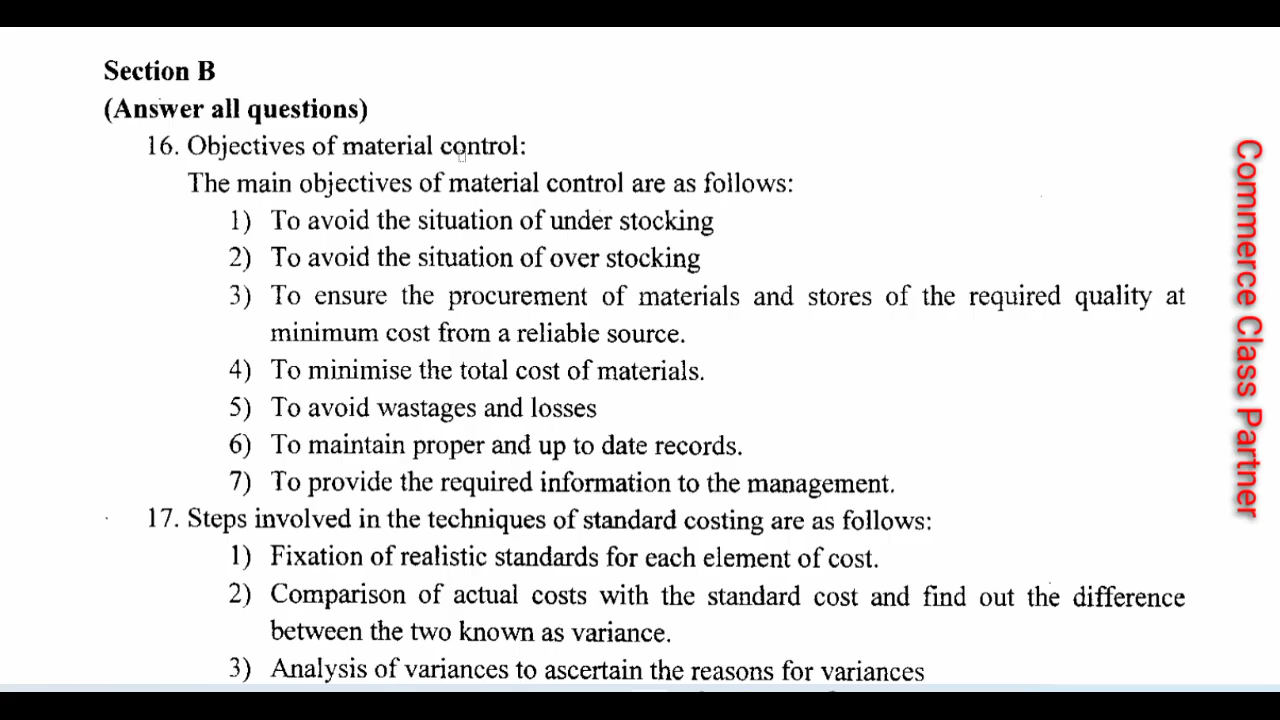 Section B
(Answer all questions)
16. Objectives of material control:
The main objectives of material control are as follows:
1) To avoid the situation of under stocking
2) To avoid the situation of over stocking
3) To ensure the procurement of materials and stores of the required quality at
minimum cost from a reliable source.
4) To minimise the total cost of materials.
5) To avoid wastages and losses
6) To maintain proper and up to date records.
7) To provide the required information to the management.
17. Steps involved in the techniques of standard costing are as follows:
1) Fixation of realistic standards for each element of cost.
2) Comparison of actual costs with the standard cost and find out the difference
between the two known as variance.
3) Analysis of variances to ascertain the reasons for variances
Commerce Class Partner